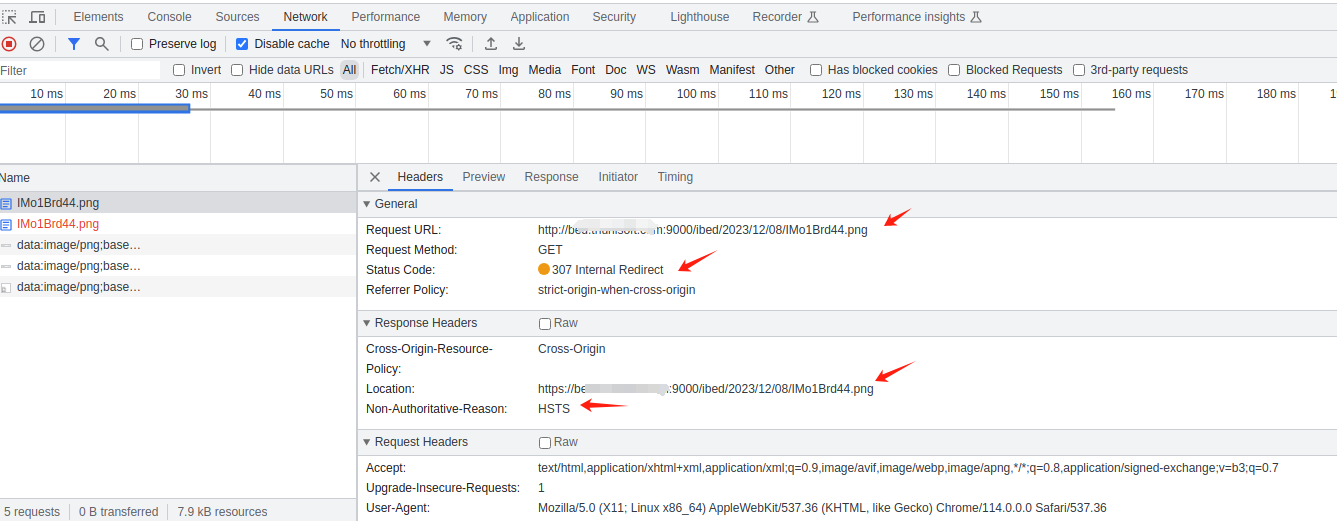 Elements Console Sources Network Performance Memory Application Security Lighthouse Recorder Performance insights
Preserve log Disable cache No throttling
Filter Invert Hide data URLs All Fetch/XHR JS CSS Img Media Font Doc WS Wasm Manifest Other Has blocked cookies Blocked Requests 3rd-party requests
10 ms 20 ms 30 ms 40 ms 50 ms 60 ms 70 ms 80 ms 90 ms 100 ms 110 ms 120 ms 130 ms 140 ms 150 ms 160 ms 170 ms 180 ms
Name
IMo1Brd44.png
IMo1Brd44.png
data:image/png;base…
data:image/png;base…
data:image/png;base…
5 requests 0 B transferred 7.9 kB resources
Headers Preview Response Initiator Timing
General
Request URL: http://be :9000/ibed/2023/12/08/IMo1Brd44.png
Request Method: GET
Status Code: 307 Internal Redirect
Referrer Policy: strict-origin-when-cross-origin
Response Headers Raw
Cross-Origin-Resource- Cross-Origin
Policy:
Location: https://be :9000/ibed/2023/12/08/IMo1Brd44.png
Non-Authoritative-Reason: HSTS
Request Headers Raw
Accept: text/html,application/xhtml+xml,application/xml;q=0.9,image/avif,image/webp,image/apng,*/*;q=0.8,application/signed-exchange;v=b3;q=0.7
Upgrade-Insecure-Requests: 1
User-Agent: Mozilla/5.0 (X11; Linux x86_64) AppleWebKit/537.36 (KHTML, like Gecko) Chrome/114.0.0.0 Safari/537.36